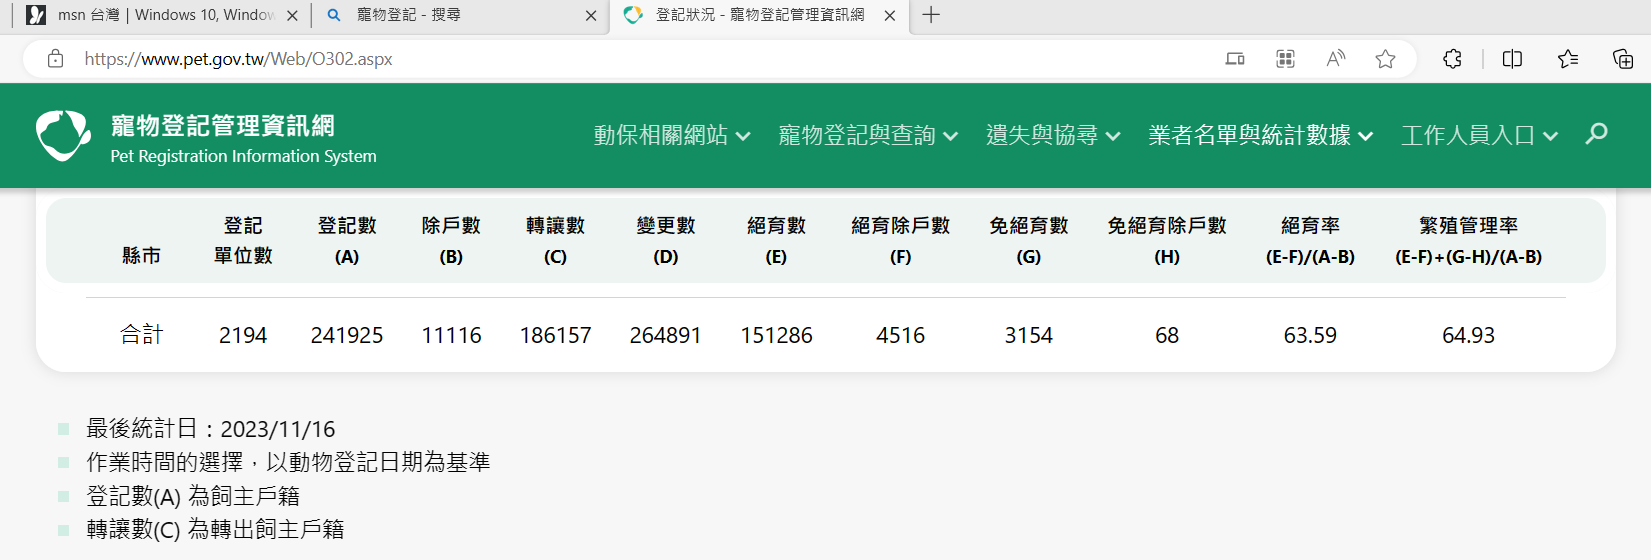 msn 台灣 | Windows 10, Window
寵物登記 - 搜尋
登記狀況 - 寵物登記管理資訊網
https://www.pet.gov.tw/Web/O302.aspx
寵物登記管理資訊網
Pet Registration Information System
動保相關網站 寵物登記與查詢 遺失與協尋 業者名單與統計數據 工作人員入口
縣市 登記單位數 登記數(A) 除戶數(B) 轉讓數(C) 變更數(D) 絕育數(E) 絕育除戶數(F) 免絕育數(G) 免絕育除戶數(H) 絕育率(E-F)/(A-B) 繁殖管理率(E-F)+(G-H)/(A-B)
合計 2194 241925 11116 186157 264891 151286 4516 3154 68 63.59 64.93
最後統計日：2023/11/16
作業時間的選擇，以動物登記日期為基準
登記數(A) 為飼主戶籍
轉讓數(C) 為轉出飼主戶籍